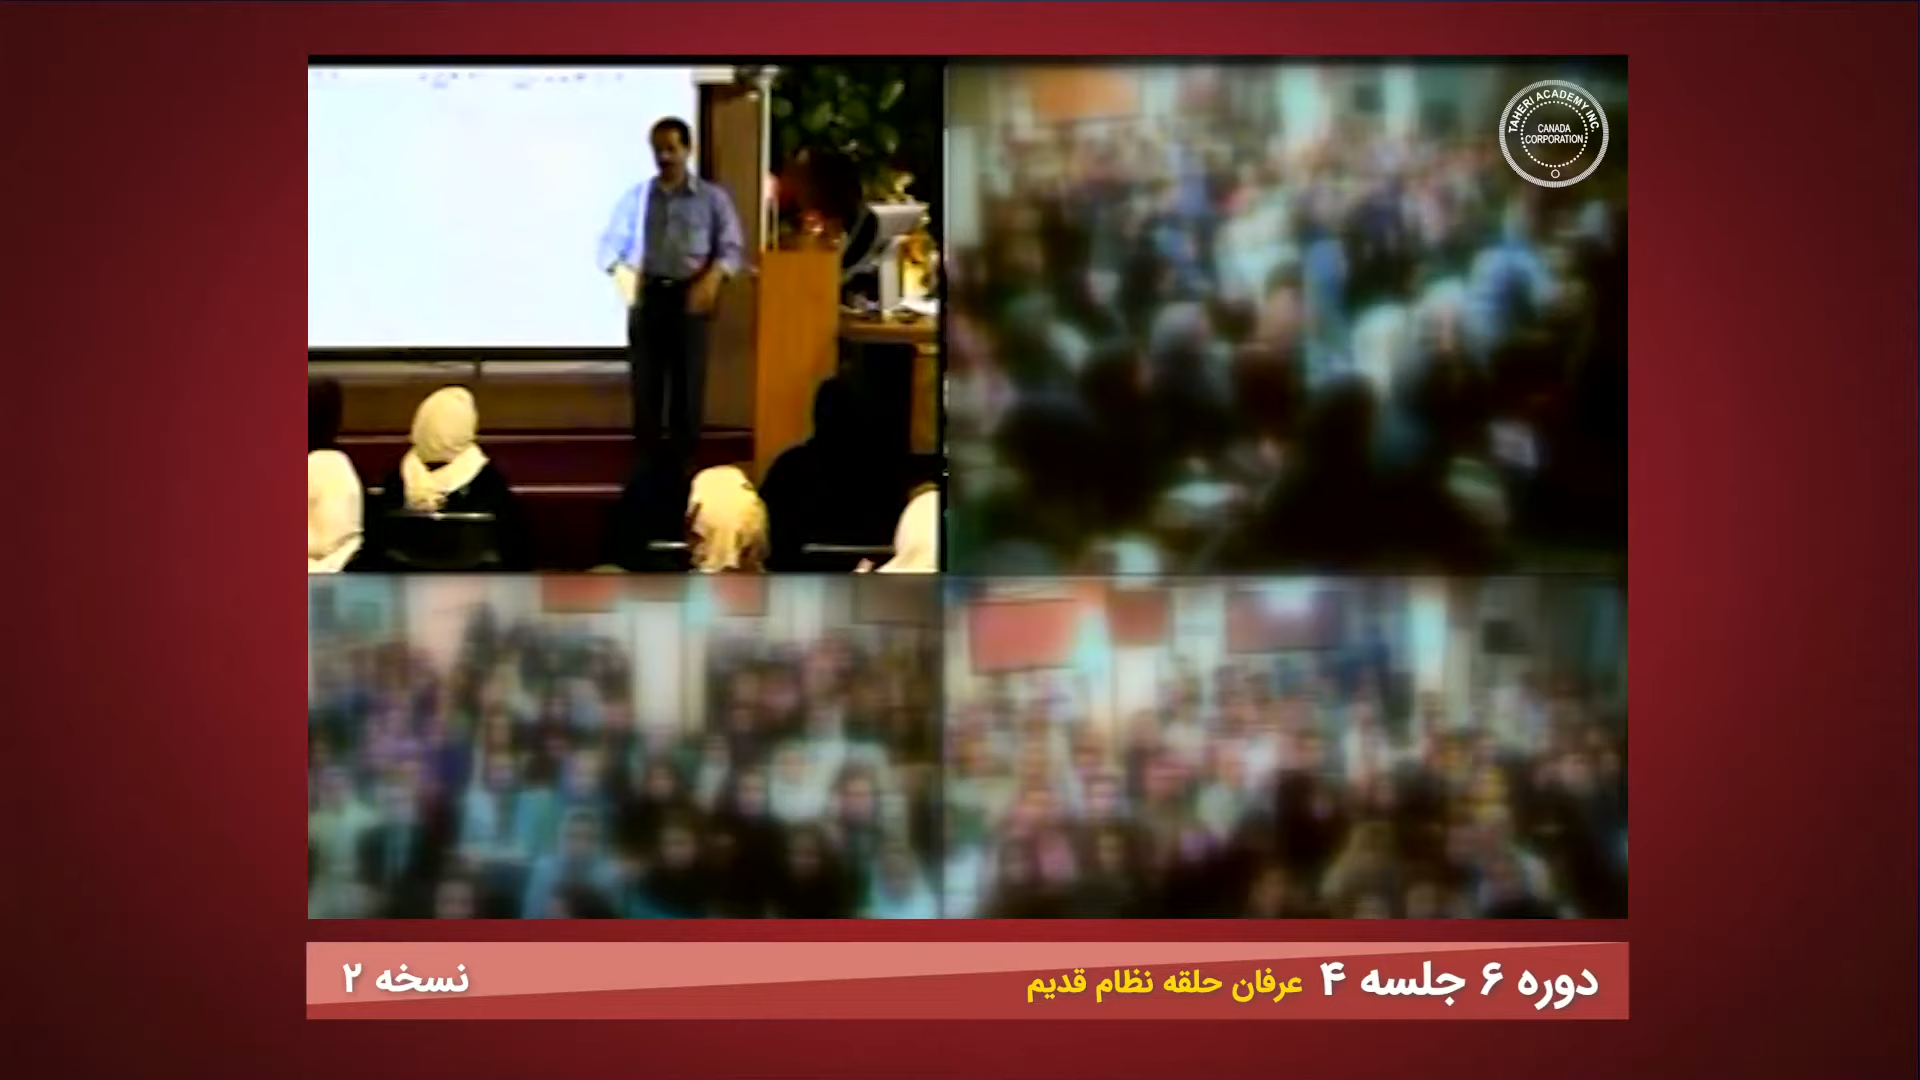 TAHERI ACADEMY INC.
CANADA
CORPORATION
دوره ۶ جلسه ۴ عرفان حلقه نظام قدیم
نسخه ۲